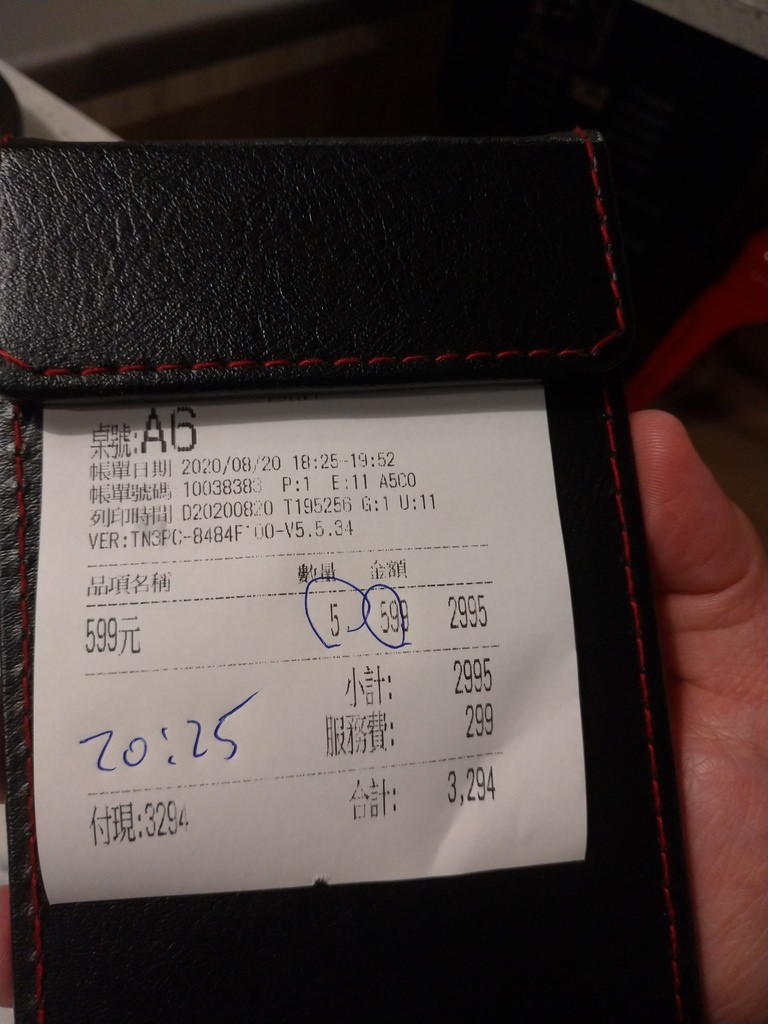 桌號:A6
帳單日期 2020/08/20 18:25-19:52
帳單號碼 10038383 P:1 E:11 A5C0
列印時間 D20200820 T195256 G:1 U:11
VER:TN3PC-8484F100-V5.5.34
品項名稱 數量 金額
599元 5 599 2995
小計: 2995
20:25
服務費: 299
付現:3294 合計: 3,294